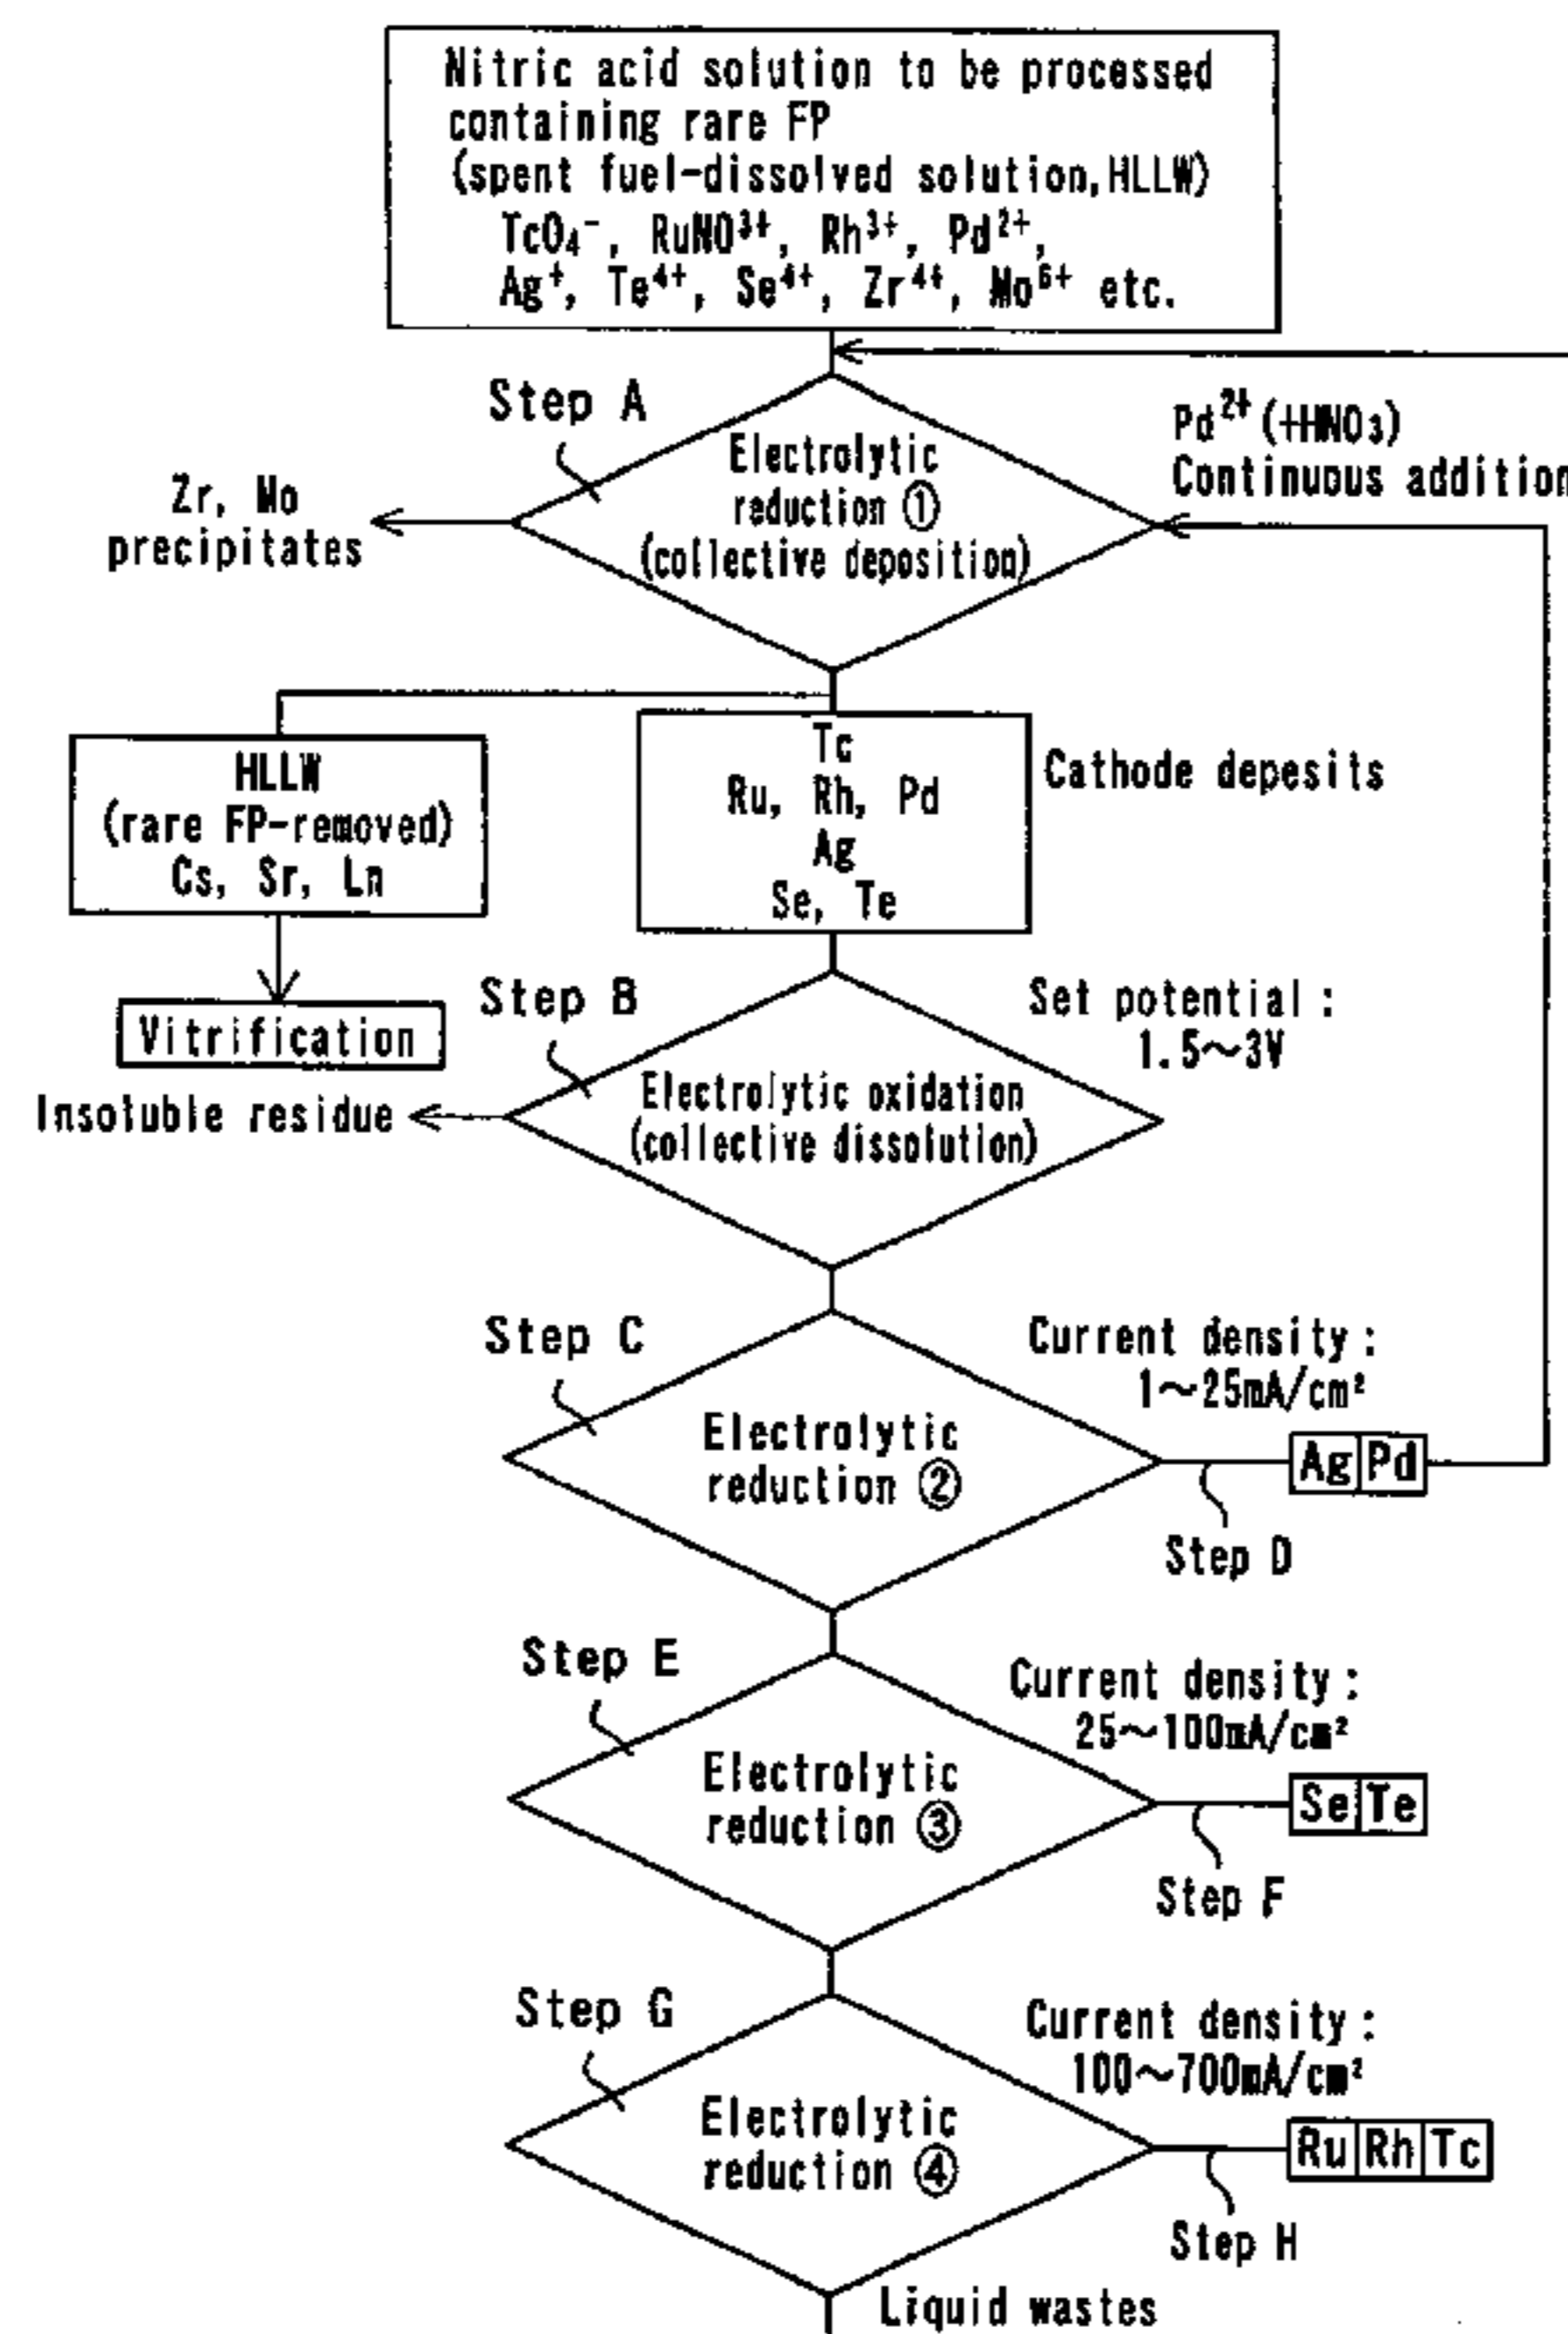 Nitric acid solution to be processed
containing rare FP
(spent fuel-dissolved solution, HLLW)
TcO₄⁻, RuNO³⁺, Rh³⁺, Pd²⁺,
Ag⁺, Te⁴⁺, Se⁴⁺, Zr⁴⁺, Mo⁶⁺ etc.
Step A
Pd²⁺(+HNO₃)
Continuous addition
Electrolytic
reduction ①
(collective deposition)
Zr, Mo
precipitates
HLLW
(rare FP-removed)
Cs, Sr, Ln
Tc
Ru, Rh, Pd
Ag
Se, Te
Cathode deposits
Vitrification
Step B
Set potential:
1.5～3V
Electrolytic oxidation
(collective dissolution)
Insoluble residue
Step C
Current density:
1～25mA/cm²
Electrolytic
reduction ②
Ag Pd
Step D
Step E
Current density:
25～100mA/cm²
Electrolytic
reduction ③
Se Te
Step F
Step G
Current density:
100～700mA/cm²
Electrolytic
reduction ④
Ru Rh Tc
Step H
Liquid wastes